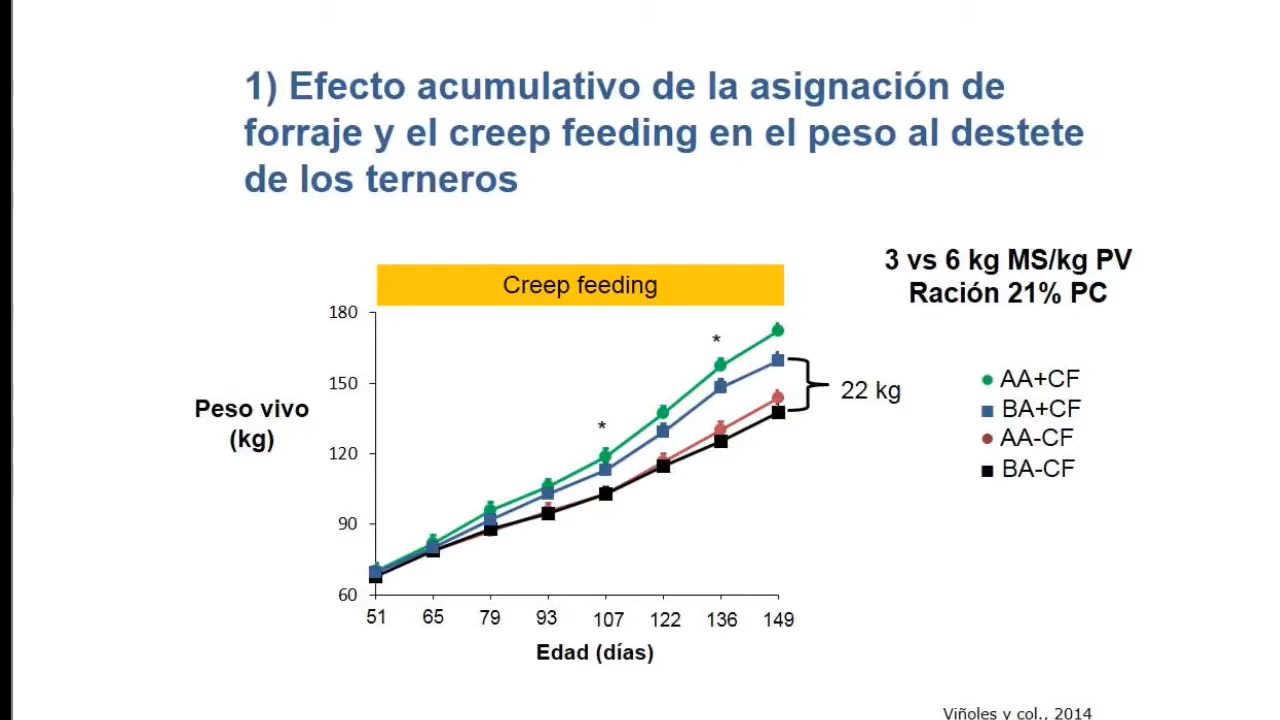 1) Efecto acumulativo de la asignación de
forraje y el creep feeding en el peso al destete
de los terneros
3 vs 6 kg MS/kg PV
Ración 21% PC
Creep feeding
180
150
120
90
60
Peso vivo
(kg)
*
*
22 kg
AA+CF
BA+CF
AA-CF
BA-CF
51 65 79 93 107 122 136 149
Edad (días)
Viñoles y col., 2014